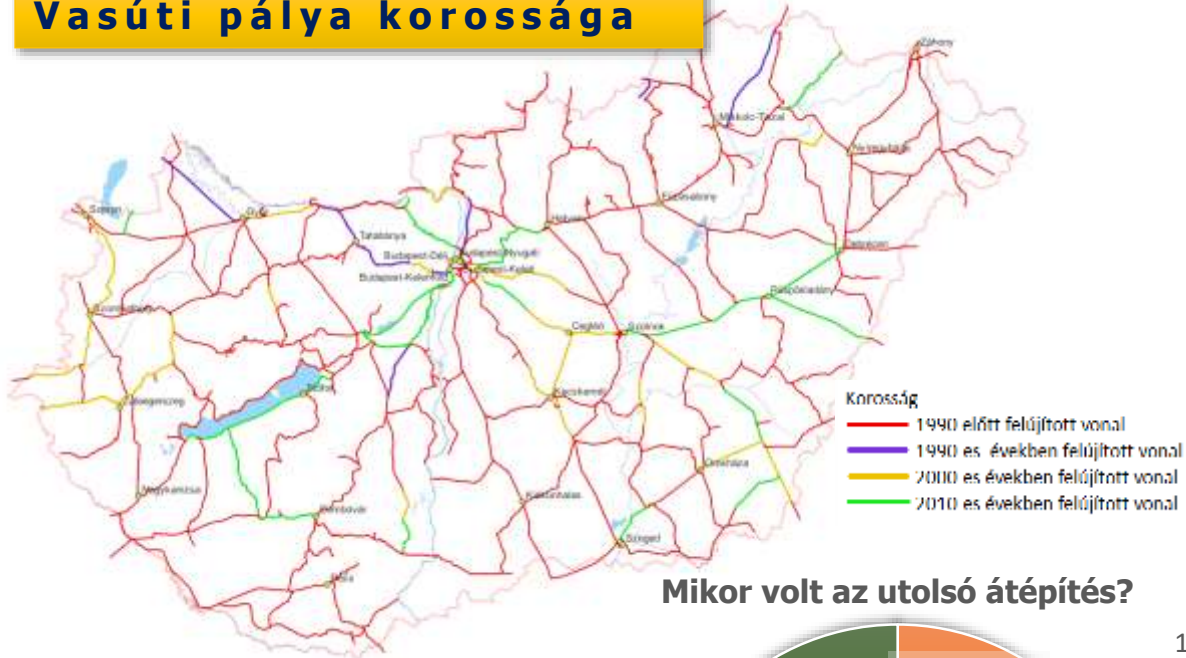 Vasúti pálya korossága
Záhony
Miskolc-Tiszai
Nyíregyháza
Sopron
Győr
Tatabánya
Hatvan
Budapest-Déli
Budapest-Nyugati
Budapest-Keleti
Budapest-Kelenföld
Debrecen
Püspökladány
Szombathely
Cegléd
Szolnok
Zalaegerszeg
Siófok
Kecskemét
Korosság
1990 előtt felújított vonal
1990 es években felújított vonal
2000 es években felújított vonal
2010 es években felújított vonal
Orosháza
Nagykanizsa
Kiskunhalas
Dombóvár
Szeged
Mikor volt az utolsó átépítés?
1